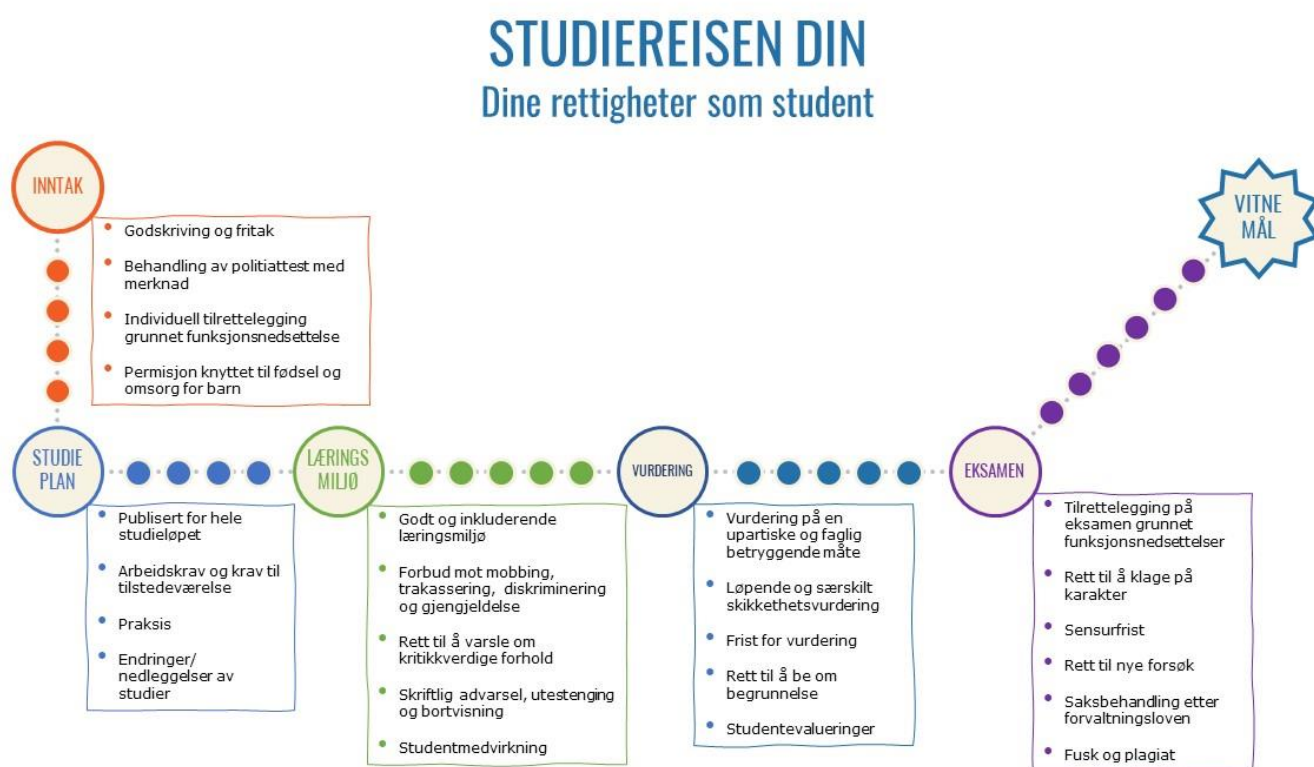 STUDIEREISEN DIN
Dine rettigheter som student
INNTAK
• Godskriving og fritak
• Behandling av politiattest med
merknad
• Individuell tilrettelegging
grunnet funksjonsnedsettelse
• Permisjon knyttet til fødsel og
omsorg for barn
STUDIE
PLAN
• Publisert for hele
studieløpet
• Arbeidskrav og krav til
tilstedeværelse
• Praksis
• Endringer/
nedleggelser av
studier
LÆRINGS
MILJØ
• Godt og inkluderende
læringsmiljø
• Forbud mot mobbing,
trakassering, diskriminering
og gjengjeldelse
• Rett til å varsle om
kritikkverdige forhold
• Skriftlig advarsel, utestenging
og bortvisning
• Studentmedvirkning
VURDERING
• Vurdering på en
upartiske og faglig
betryggende måte
• Løpende og særskilt
skikkethetsvurdering
• Frist for vurdering
• Rett til å be om
begrunnelse
• Studentevalueringer
EKSAMEN
• Tilrettelegging på
eksamen grunnet
funksjonsnedsettelser
• Rett til å klage på
karakter
• Sensurfrist
• Rett til nye forsøk
• Saksbehandling etter
forvaltningsloven
• Fusk og plagiat
VITNE
MÅL